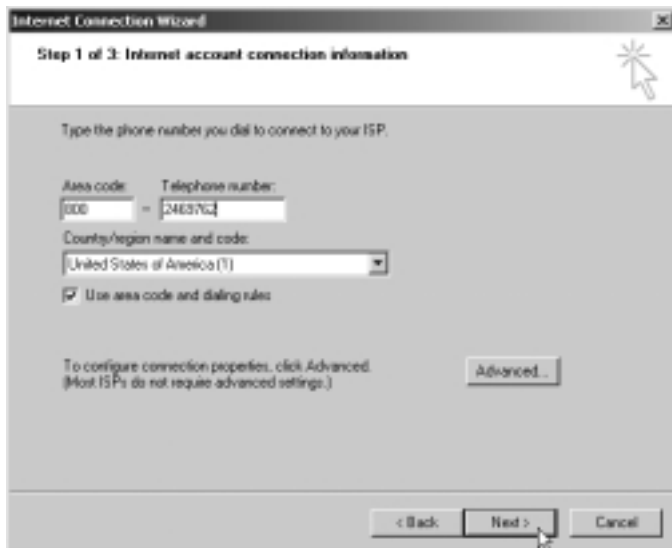 Internet Connection Wizard
Step 1 of 3: Internet account connection information
Type the phone number you dial to connect to your ISP.
Area code: Telephone number:
800 - 2469762
Country/region name and code:
United States of America (1)
Use area code and dialing rules
To configure connection properties, click Advanced.
(Most ISPs do not require advanced settings.)
Advanced...
< Back Next > Cancel